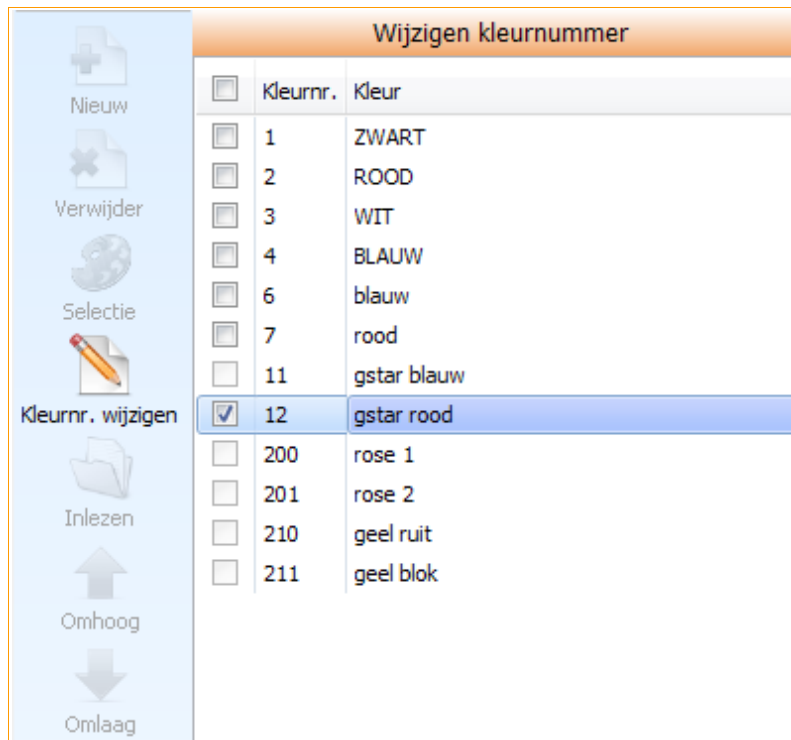 Wijzigen kleurnummer
Nieuw
Verwijder
Selectie
Kleurnr. wijzigen
Inlezen
Omhoog
Omlaag
Kleurnr. Kleur
1 ZWART
2 ROOD
3 WIT
4 BLAUW
6 blauw
7 rood
11 gstar blauw
12 gstar rood
200 rose 1
201 rose 2
210 geel ruit
211 geel blok